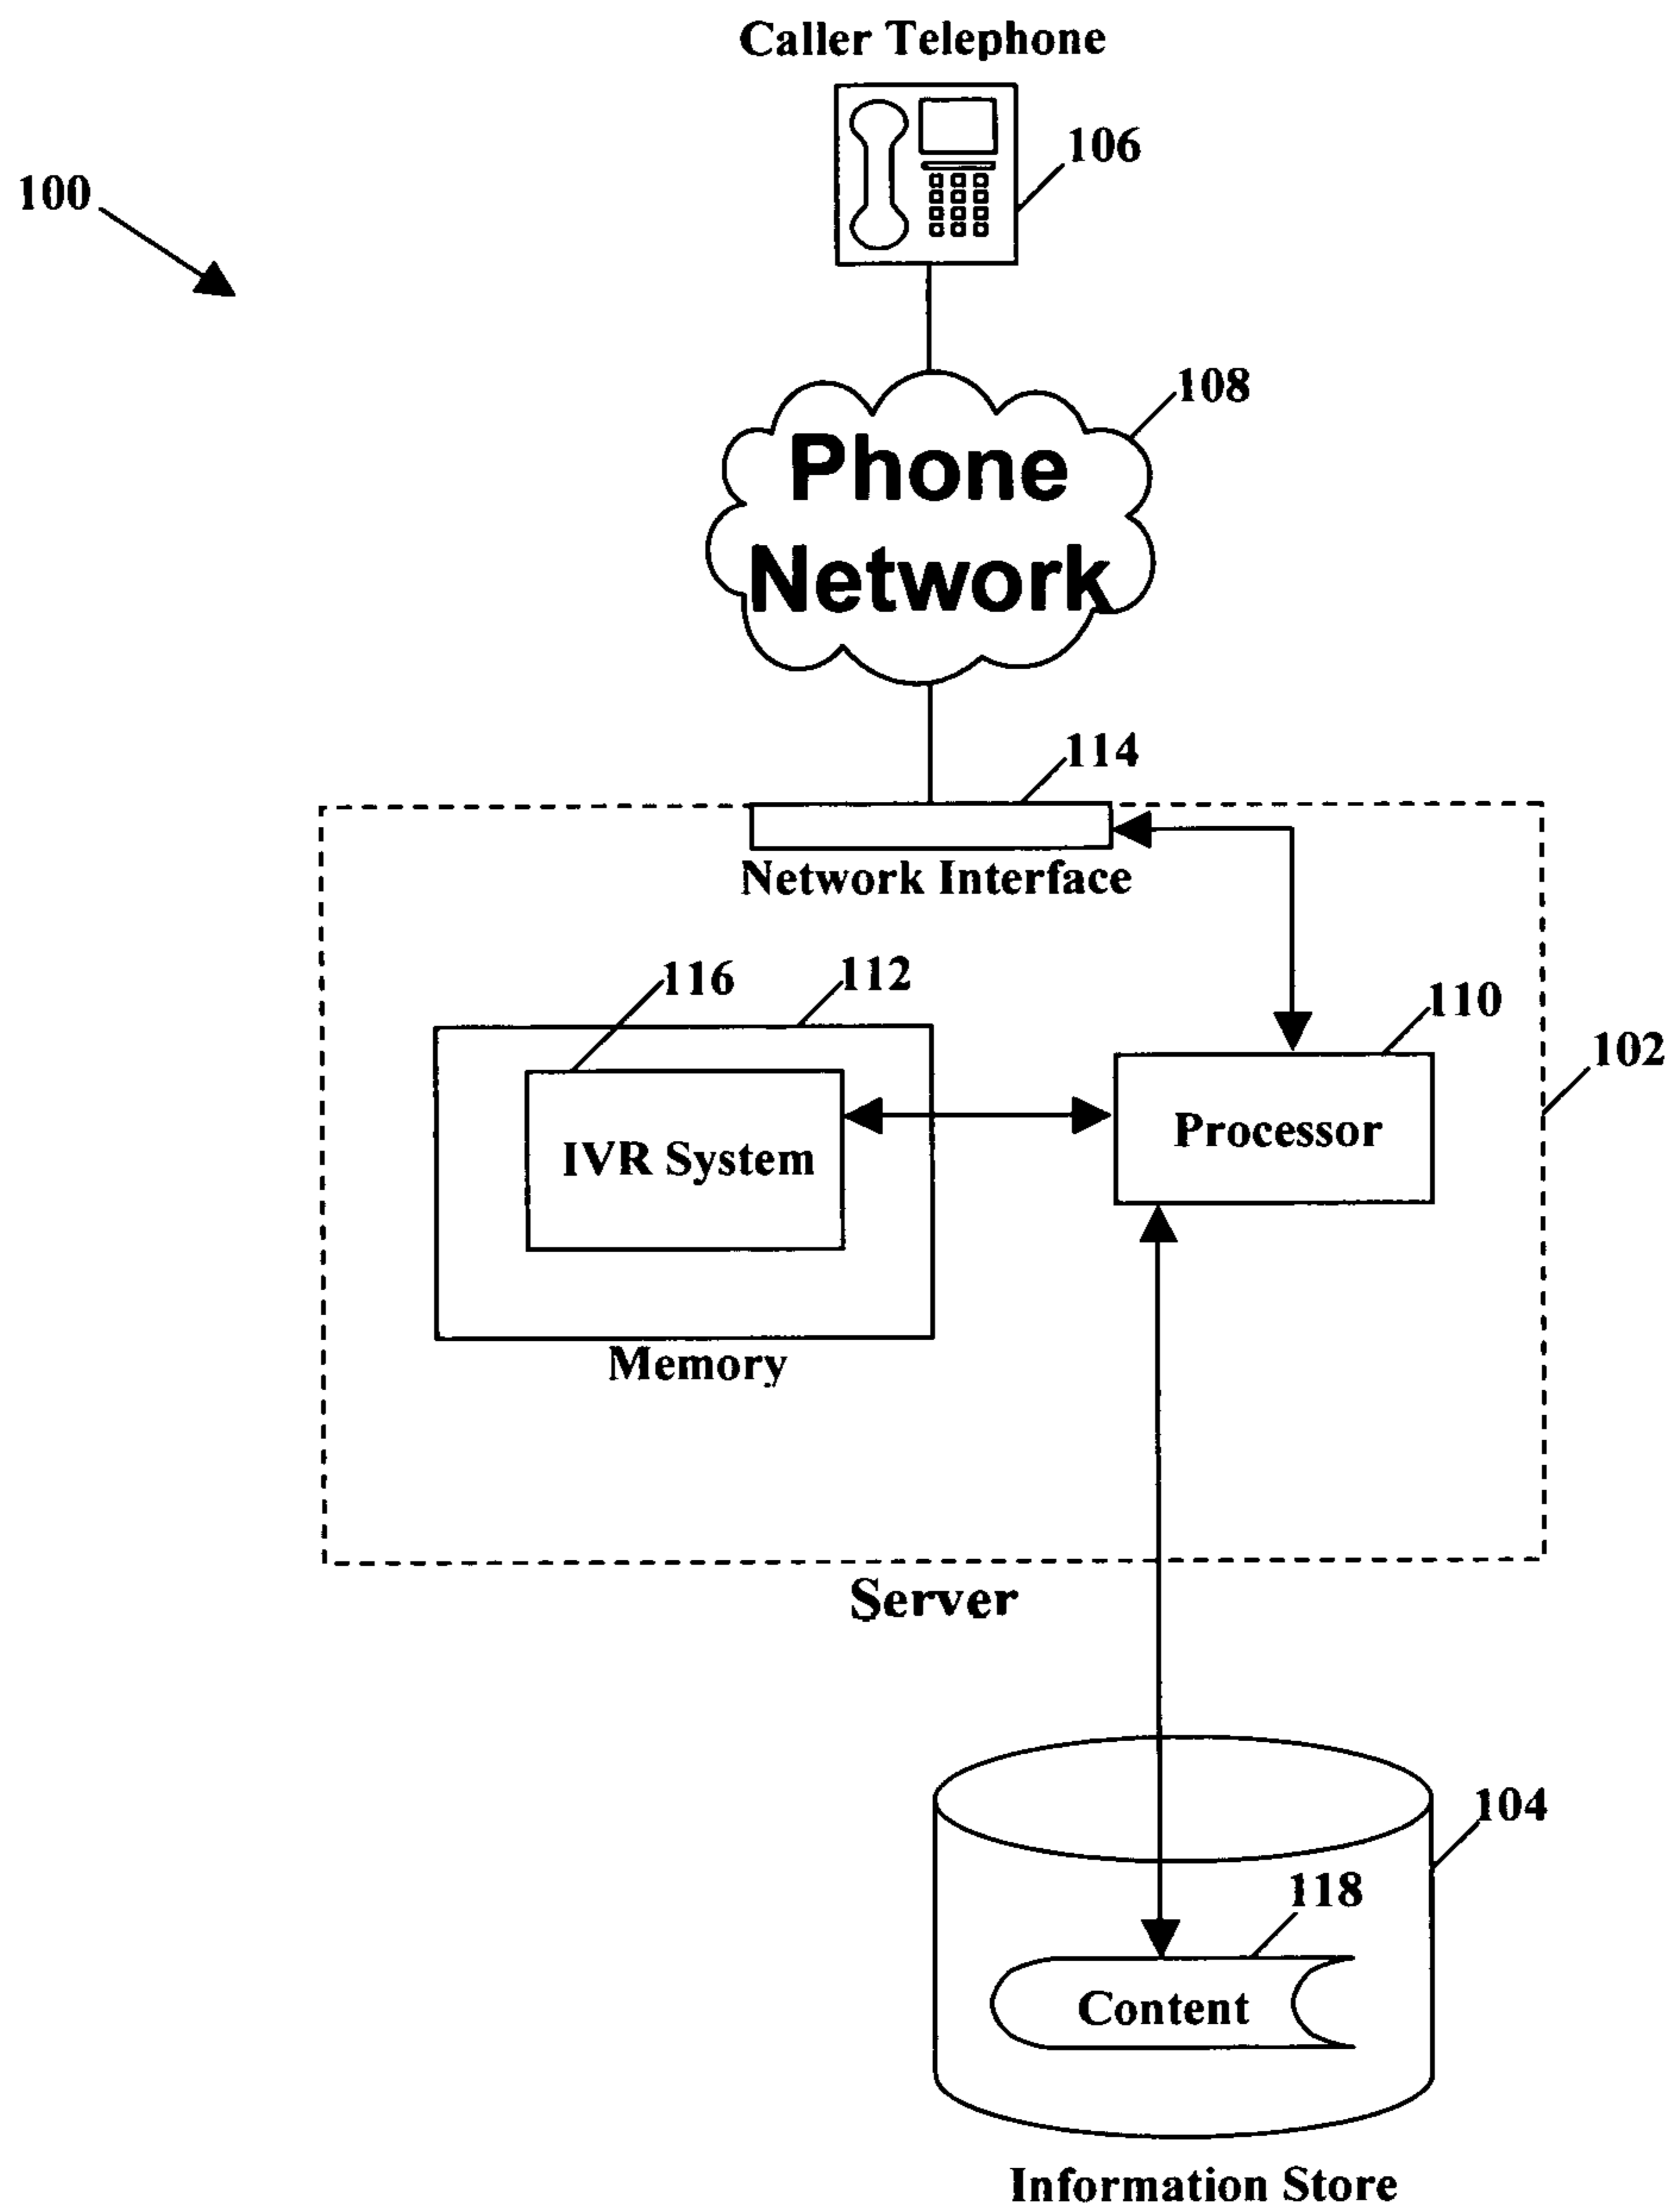 Caller Telephone
106
100
108
Phone
Network
114
Network Interface
116
112
110
102
IVR System
Processor
Memory
Server
104
118
Content
Information Store